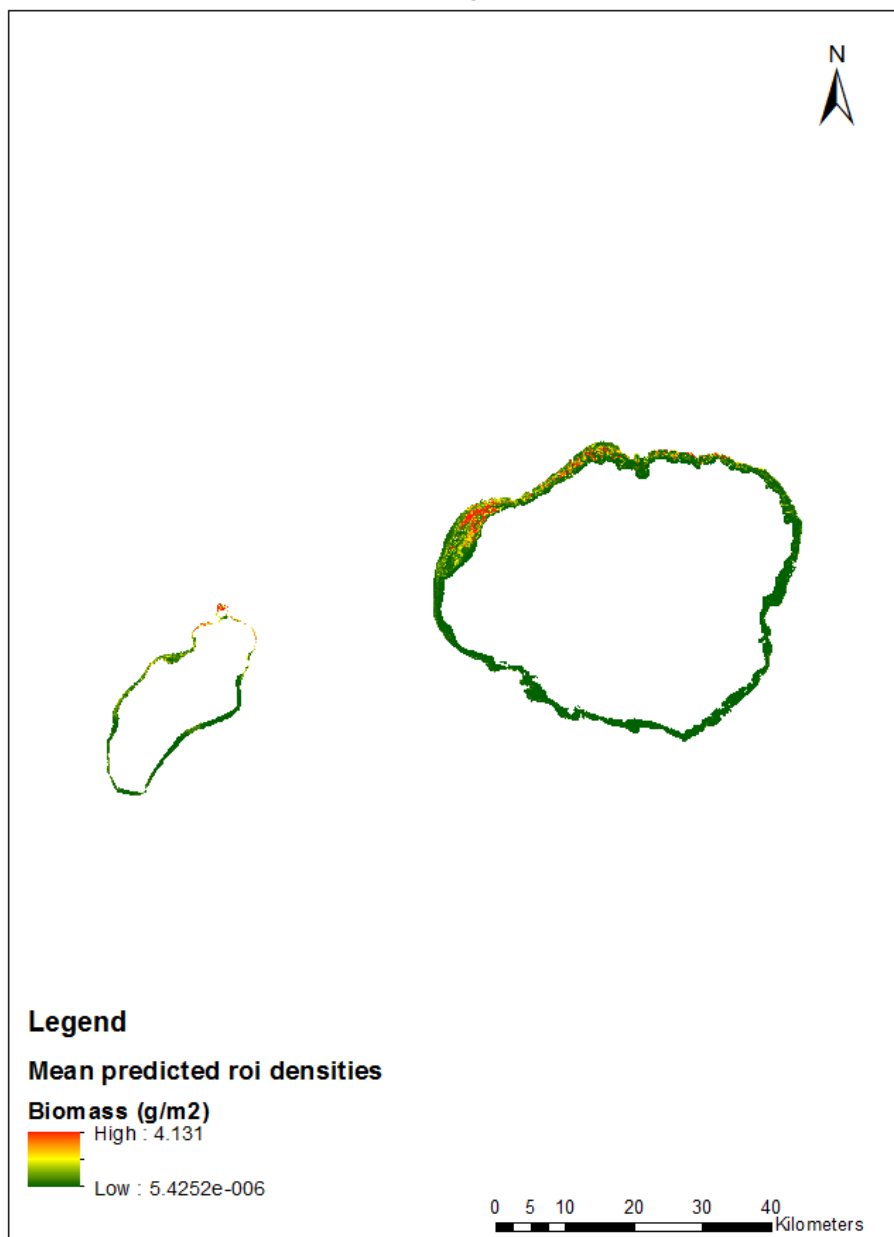 N
Legend
Mean predicted roi densities
Biomass (g/m2)
High : 4.131
Low : 5.4252e-006
0 5 10 20 30 40
Kilometers